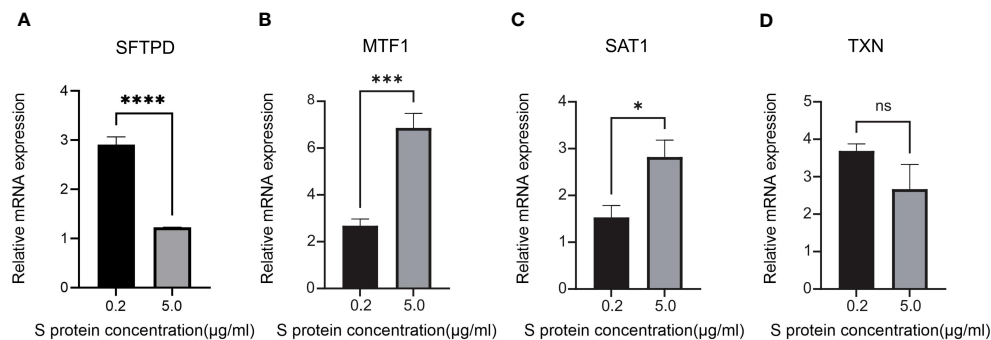 A
SFTPD
Relative mRNA expression
4
3
2
1
0
****
0.2 5.0
S protein concentration(μg/ml)
B
MTF1
Relative mRNA expression
8
6
4
2
0
***
0.2 5.0
S protein concentration(μg/ml)
C
SAT1
Relative mRNA expression
4
3
2
1
0
*
0.2 5.0
S protein concentration(μg/ml)
D
TXN
Relative mRNA expression
5
4
3
2
1
0
ns
0.2 5.0
S protein concentration(μg/ml)